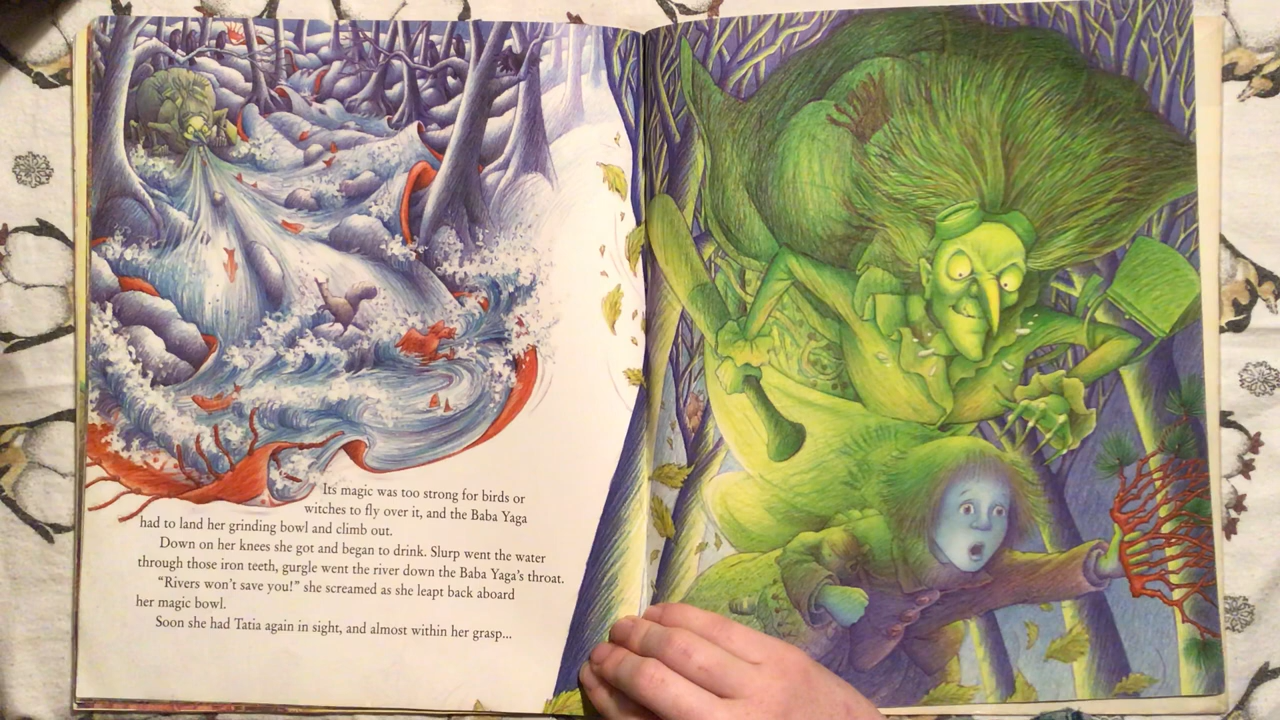 Its magic was too strong for birds or
witches to fly over it, and the Baba Yaga
had to land her grinding bowl and climb out.
Down on her knees she got and began to drink. Slurp went the water
through those iron teeth, gurgle went the river down the Baba Yaga's throat.
"Rivers won't save you!" she screamed as she leapt back aboard
her magic bowl.
Soon she had Tatia again in sight, and almost within her grasp...